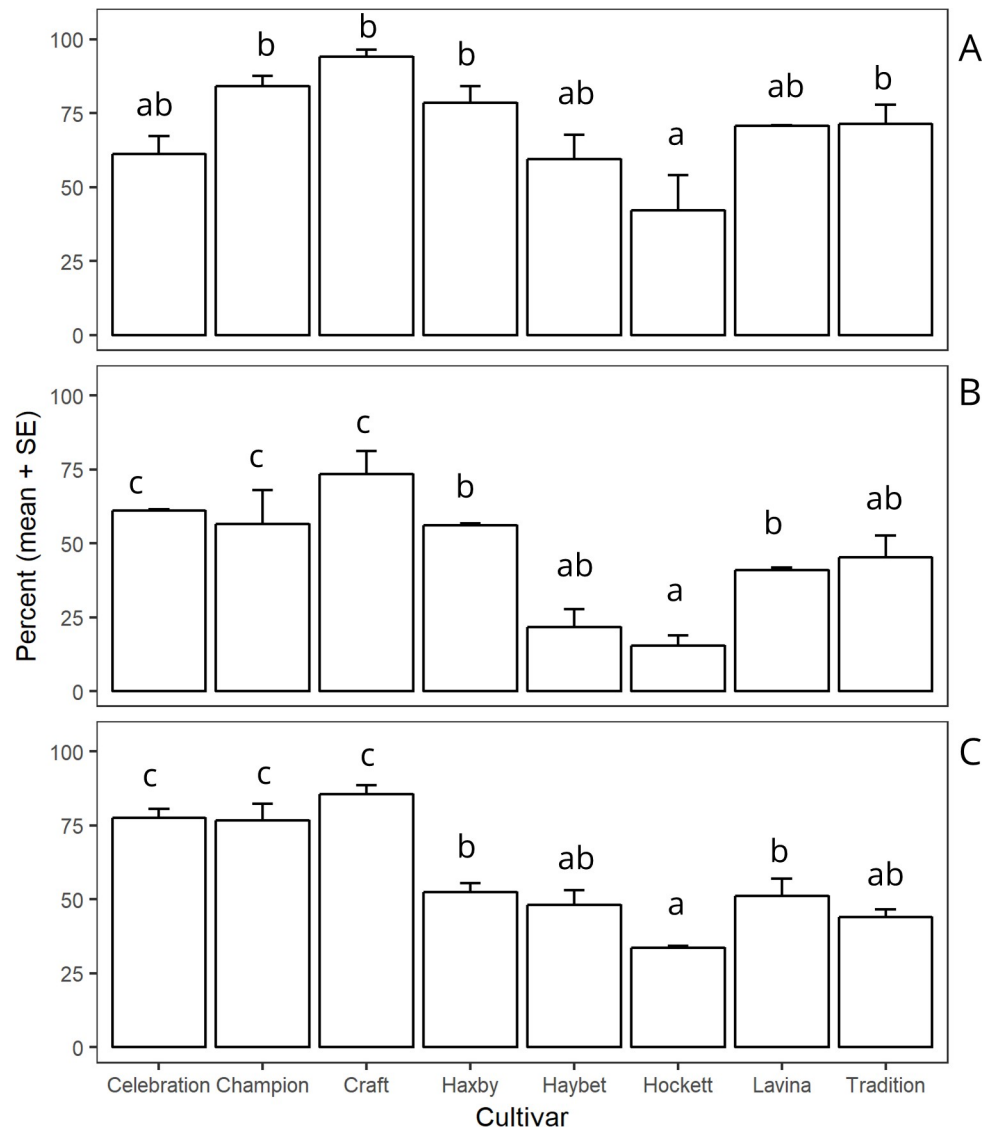 A
100
75
50
25
0
ab
b
b
b
ab
a
ab
b
B
100
75
50
25
0
c
c
c
b
ab
a
b
ab
Percent (mean + SE)
C
100
75
50
25
0
c
c
c
b
ab
a
b
ab
Celebration Champion Craft Haxby Haybet Hockett Lavina Tradition
Cultivar